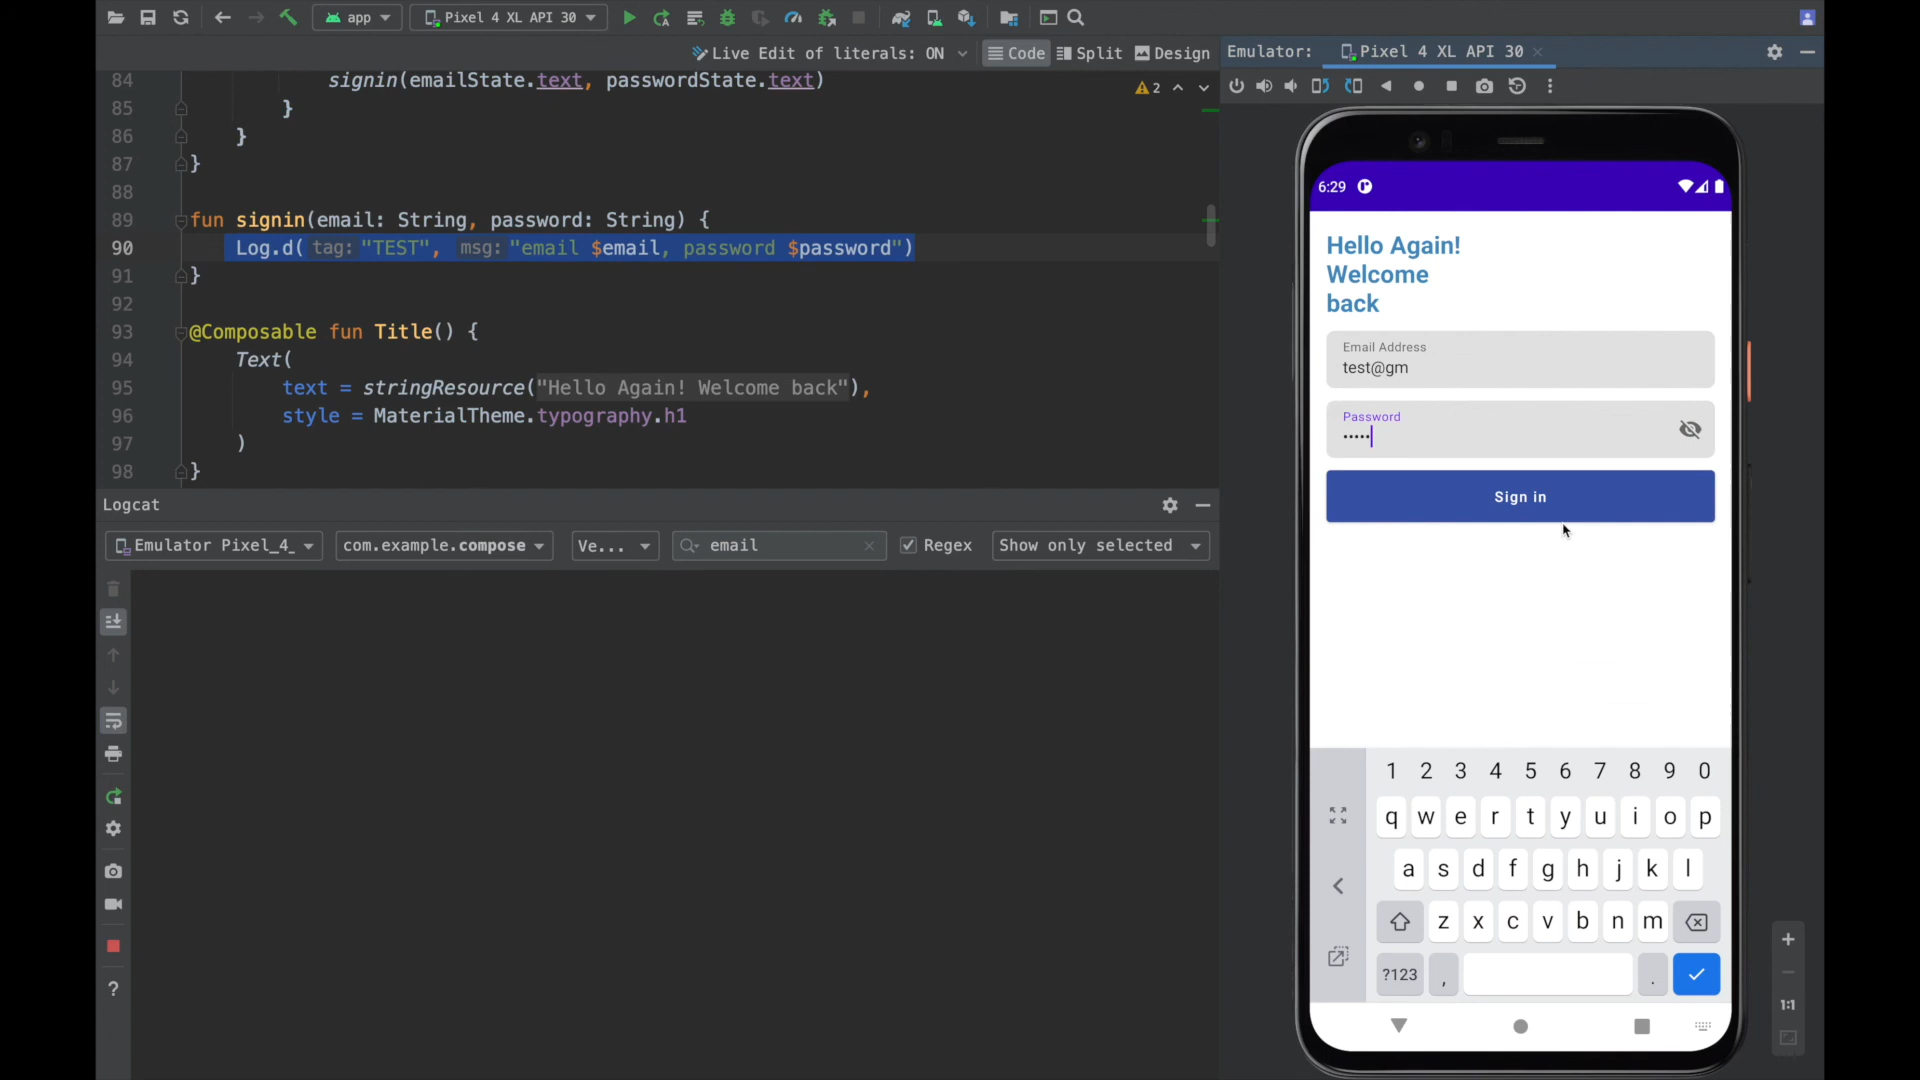 app
Pixel 4 XL API 30
Live Edit of literals: ON
Code
Split
Design
Emulator:
Pixel 4 XL API 30
84 signin(emailState.text, passwordState.text)
2
85 }
86 }
87 }
88
89 fun signin(email: String, password: String) {
90 Log.d( tag: "TEST", msg: "email $email, password $password")
91 }
92
93 @Composable fun Title() {
94 Text(
95 text = stringResource("Hello Again! Welcome back"),
96 style = MaterialTheme.typography.h1
97 )
98 }
Logcat
Emulator Pixel_4_
com.example.compose
Ve...
email
Regex
Show only selected
?
6:29
Hello Again!
Welcome
back
Email Address
test@gm
Password
•••••
Sign in
1 2 3 4 5 6 7 8 9 0
q w e r t y u i o p
a s d f g h j k l
z x c v b n m
?123 , .
1:1